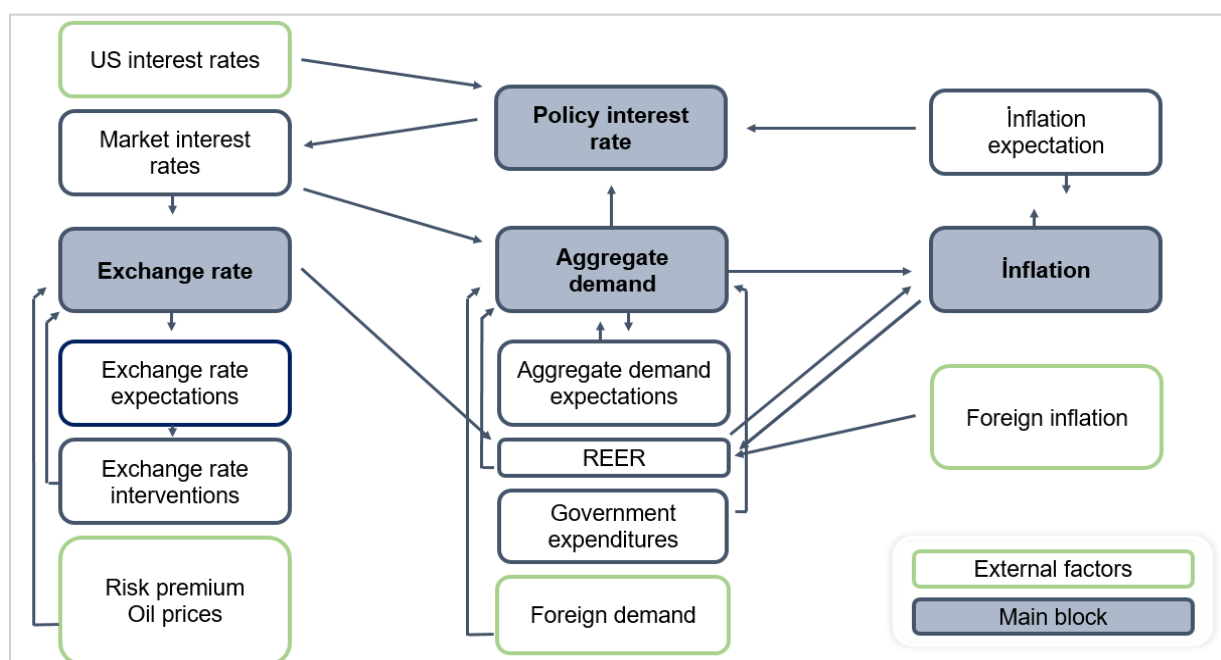 US interest rates
Market interest
rates
Exchange rate
Exchange rate
expectations
Exchange rate
interventions
Risk premium
Oil prices
Policy interest
rate
Aggregate
demand
Aggregate demand
expectations
REER
Government
expenditures
Foreign demand
İnflation
expectation
İnflation
Foreign inflation
External factors
Main block